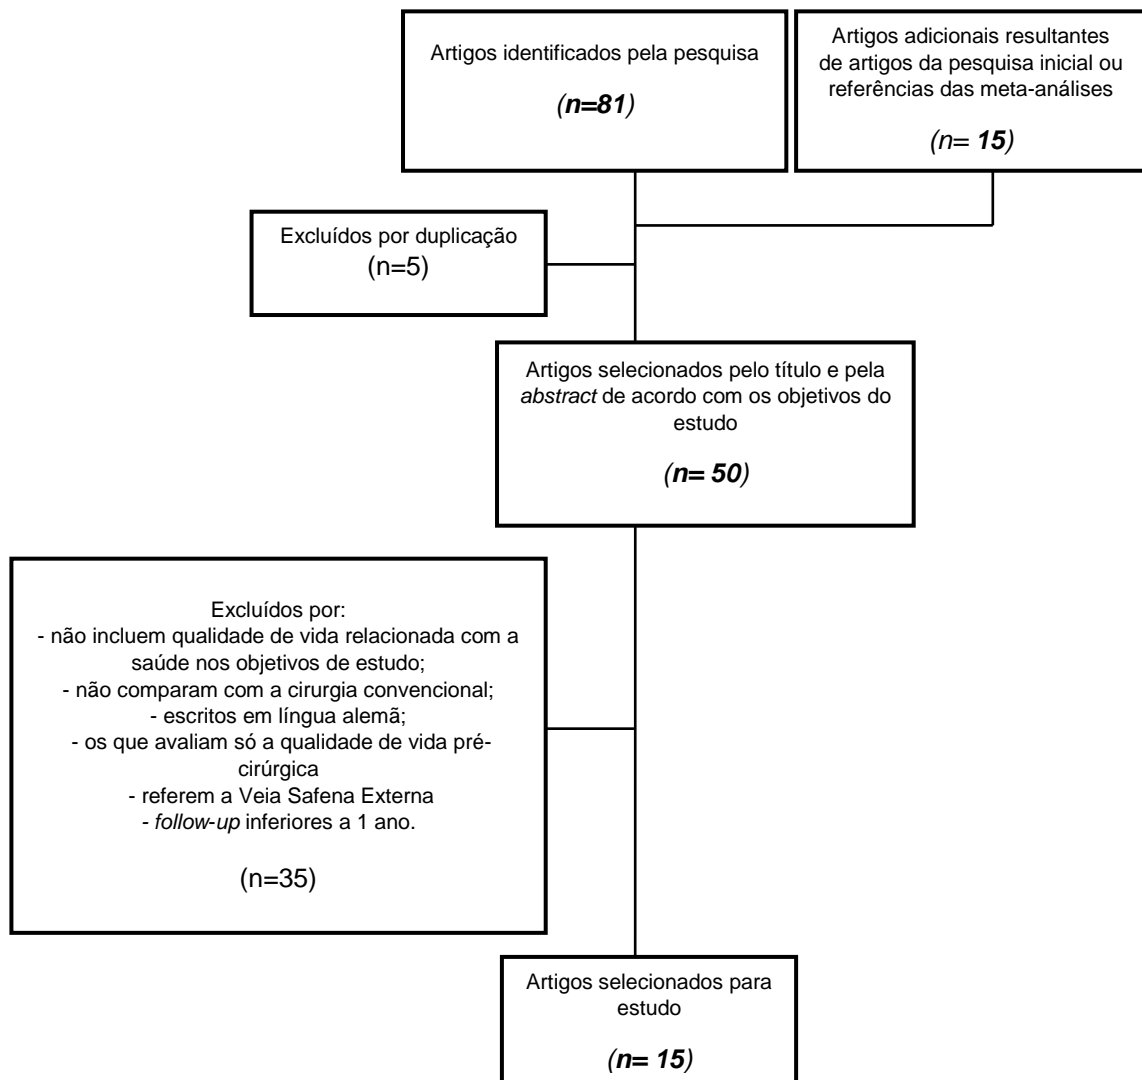 Artigos identificados pela pesquisa
(n=81)
Artigos adicionais resultantes
de artigos da pesquisa inicial ou
referências das meta-análises
(n= 15)
Excluídos por duplicação
(n=5)
Artigos selecionados pelo título e pela
abstract de acordo com os objetivos do
estudo
(n= 50)
Excluídos por:
- não incluem qualidade de vida relacionada com a
saúde nos objetivos de estudo;
- não comparam com a cirurgia convencional;
- escritos em língua alemã;
- os que avaliam só a qualidade de vida pré-
cirúrgica
- referem a Veia Safena Externa
- follow-up inferiores a 1 ano.
(n=35)
Artigos selecionados para
estudo
(n= 15)